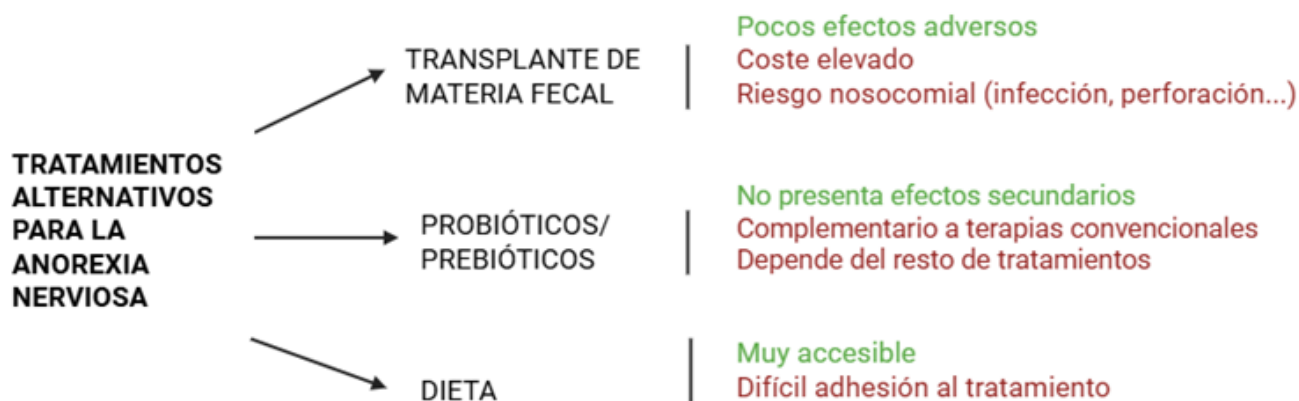 TRATAMIENTOS
ALTERNATIVOS
PARA LA
ANOREXIA
NERVIOSA
TRANSPLANTE DE
MATERIA FECAL
Pocos efectos adversos
Coste elevado
Riesgo nosocomial (infección, perforación...)
PROBIÓTICOS/
PREBIÓTICOS
No presenta efectos secundarios
Complementario a terapias convencionales
Depende del resto de tratamientos
DIETA
Muy accesible
Difícil adhesión al tratamiento